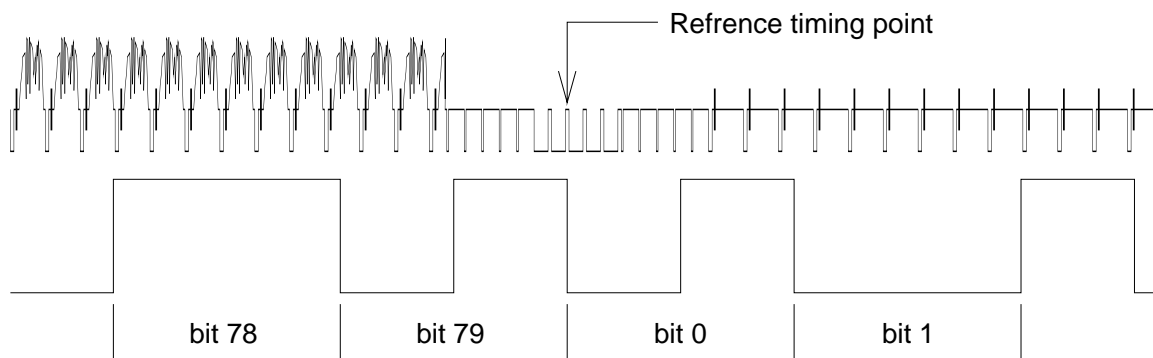 Refrence timing point
bit 78 bit 79 bit 0 bit 1